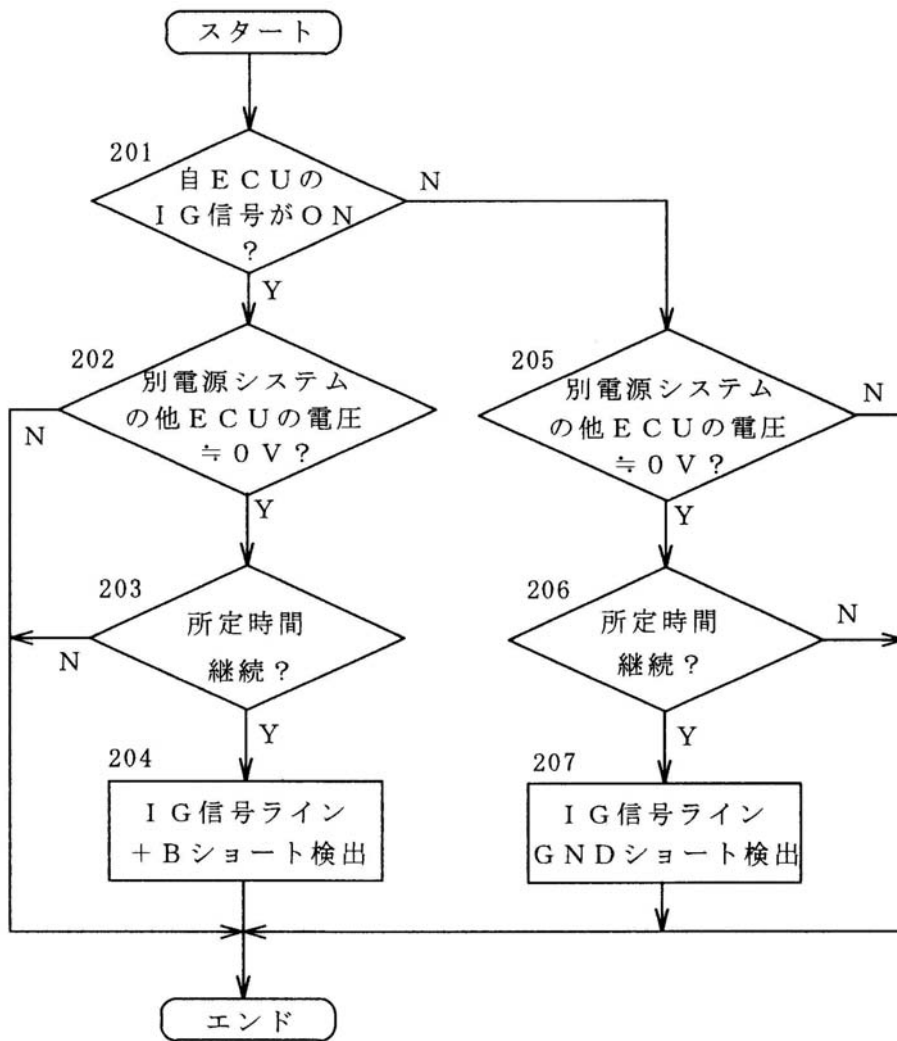 スタート
201
自ECUの
IG信号がON
?
N
Y
202
別電源システム
の他ECUの電圧
≒0V?
N
Y
203
所定時間
継続?
N
Y
204
IG信号ライン
+Bショート検出
205
別電源システム
の他ECUの電圧
≒0V?
N
Y
206
所定時間
継続?
N
Y
207
IG信号ライン
GNDショート検出
エンド